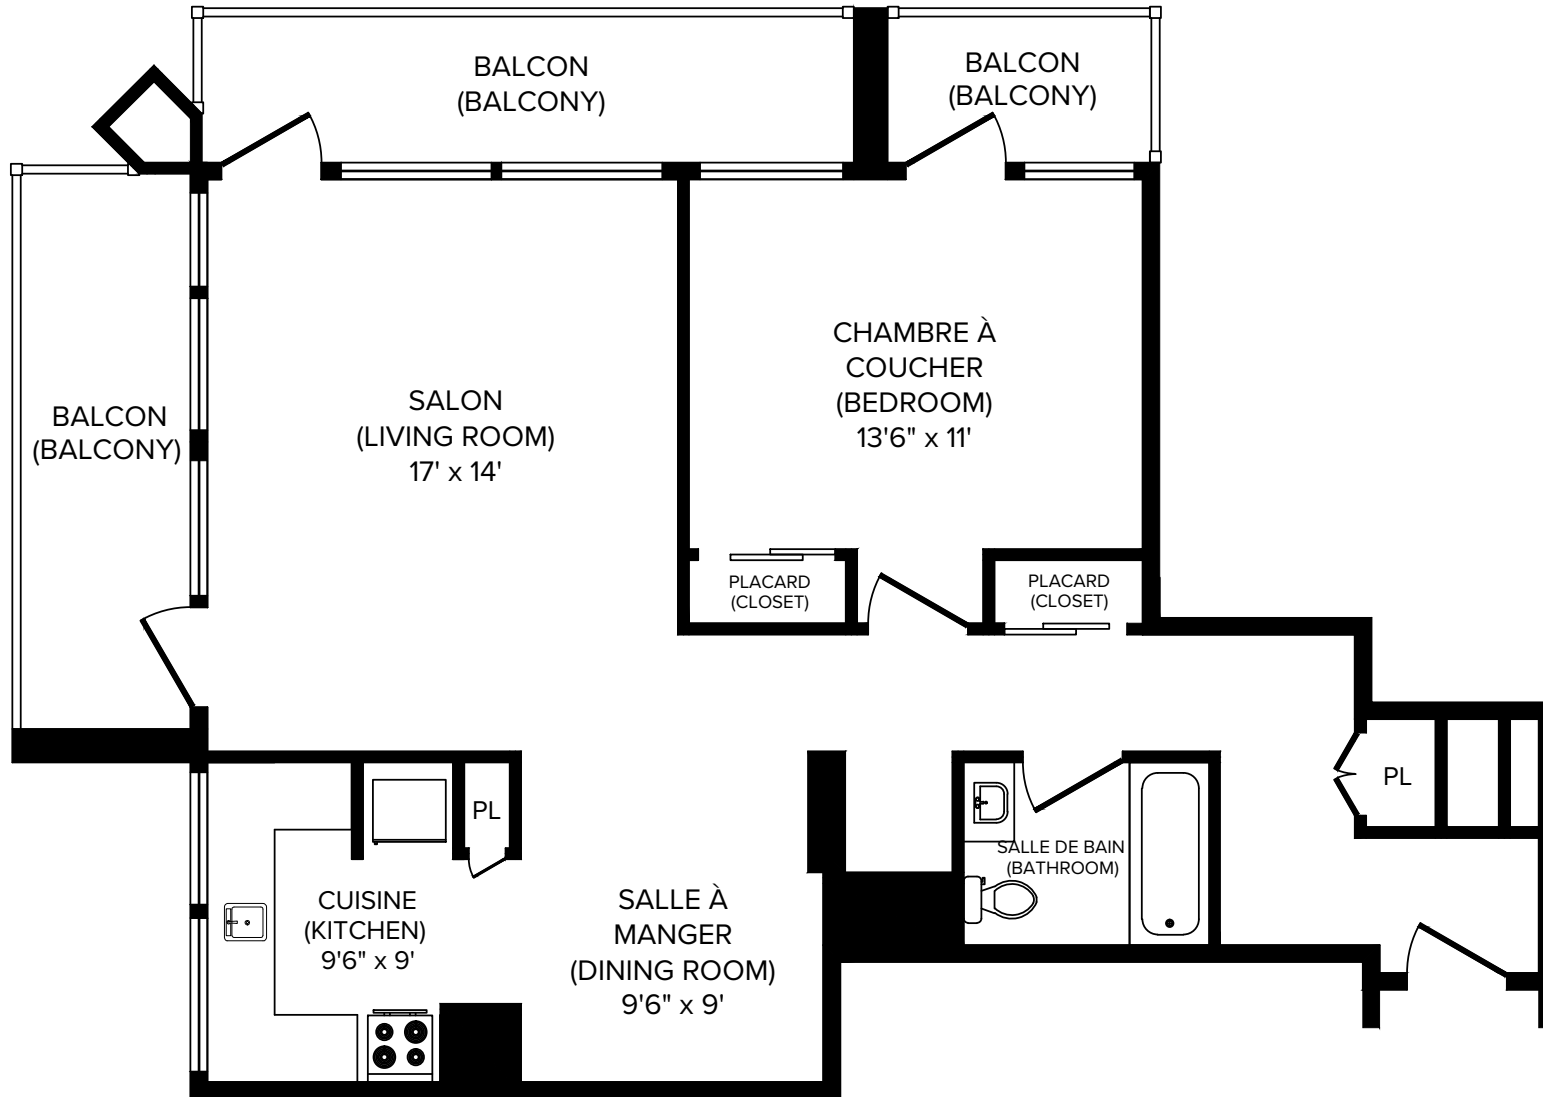 BALCON
(BALCONY)
BALCON
(BALCONY)
BALCON
(BALCONY)
SALON
(LIVING ROOM)
17' x 14'
CHAMBRE À
COUCHER
(BEDROOM)
13'6" x 11'
PLACARD
(CLOSET)
PLACARD
(CLOSET)
PL
PL
SALLE DE BAIN
(BATHROOM)
CUISINE
(KITCHEN)
9'6" x 9'
SALLE À
MANGER
(DINING ROOM)
9'6" x 9'